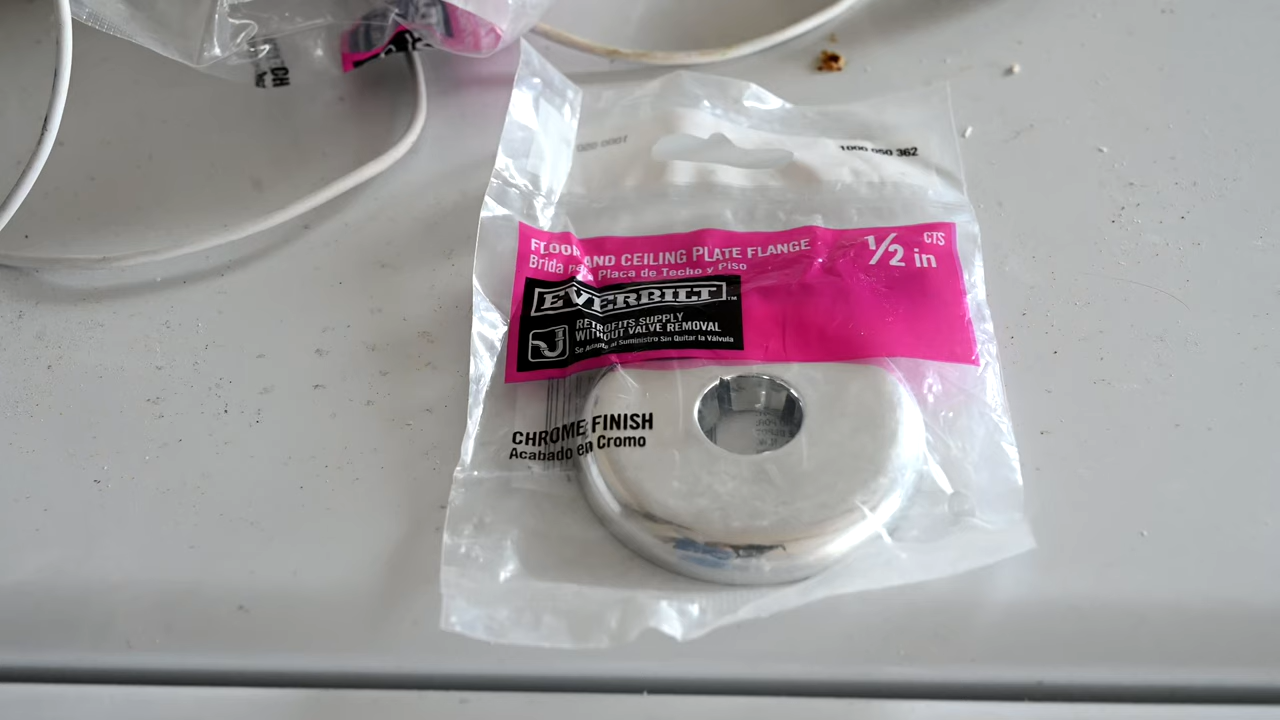 1000 050 362
FLOOR AND CEILING PLATE FLANGE
Brida para Placa de Techo y Piso
1/2 in
CTS
EVERBILT™
RETROFITS SUPPLY
WITHOUT VALVE REMOVAL
Se Adapta al Suministro Sin Quitar la Válvula
CHROME FINISH
Acabado en Cromo